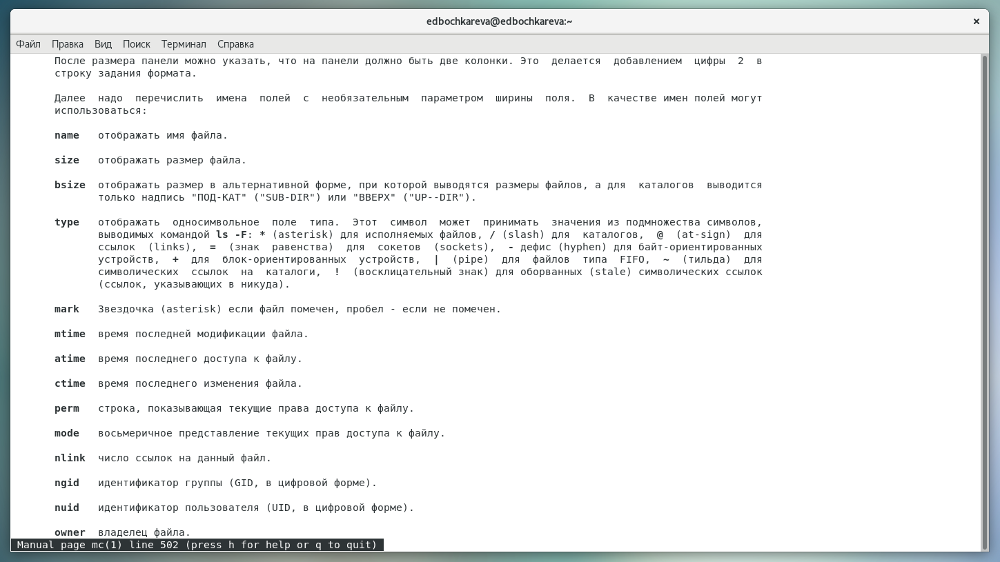 edbochkareva@edbochkareva:~ ×
Файл Правка Вид Поиск Терминал Справка
После размера панели можно указать, что на панели должно быть две колонки. Это делается добавлением цифры 2 в
строку задания формата.
Далее надо перечислить имена полей с необязательным параметром ширины поля. В качестве имен полей могут
использоваться:
name отображать имя файла.
size отображать размер файла.
bsize отображать размер в альтернативной форме, при которой выводятся размеры файлов, а для каталогов выводится
только надпись "ПОД-КАТ" ("SUB-DIR") или "ВВЕРХ" ("UP--DIR").
type отображать односимвольное поле типа. Этот символ может принимать значения из подмножества символов,
выводимых командой ls -F: * (asterisk) для исполняемых файлов, / (slash) для каталогов, @ (at-sign) для
ссылок (links), = (знак равенства) для сокетов (sockets), - дефис (hyphen) для байт-ориентированных
устройств, + для блок-ориентированных устройств, | (pipe) для файлов типа FIFO, ~ (тильда) для
символических ссылок на каталоги, ! (восклицательный знак) для оборванных (stale) символических ссылок
(ссылок, указывающих в никуда).
mark Звездочка (asterisk) если файл помечен, пробел - если не помечен.
mtime время последней модификации файла.
atime время последнего доступа к файлу.
ctime время последнего изменения файла.
perm строка, показывающая текущие права доступа к файлу.
mode восьмеричное представление текущих прав доступа к файлу.
nlink число ссылок на данный файл.
ngid идентификатор группы (GID, в цифровой форме).
nuid идентификатор пользователя (UID, в цифровой форме).
owner владелец файла.
Manual page mc(1) line 502 (press h for help or q to quit)